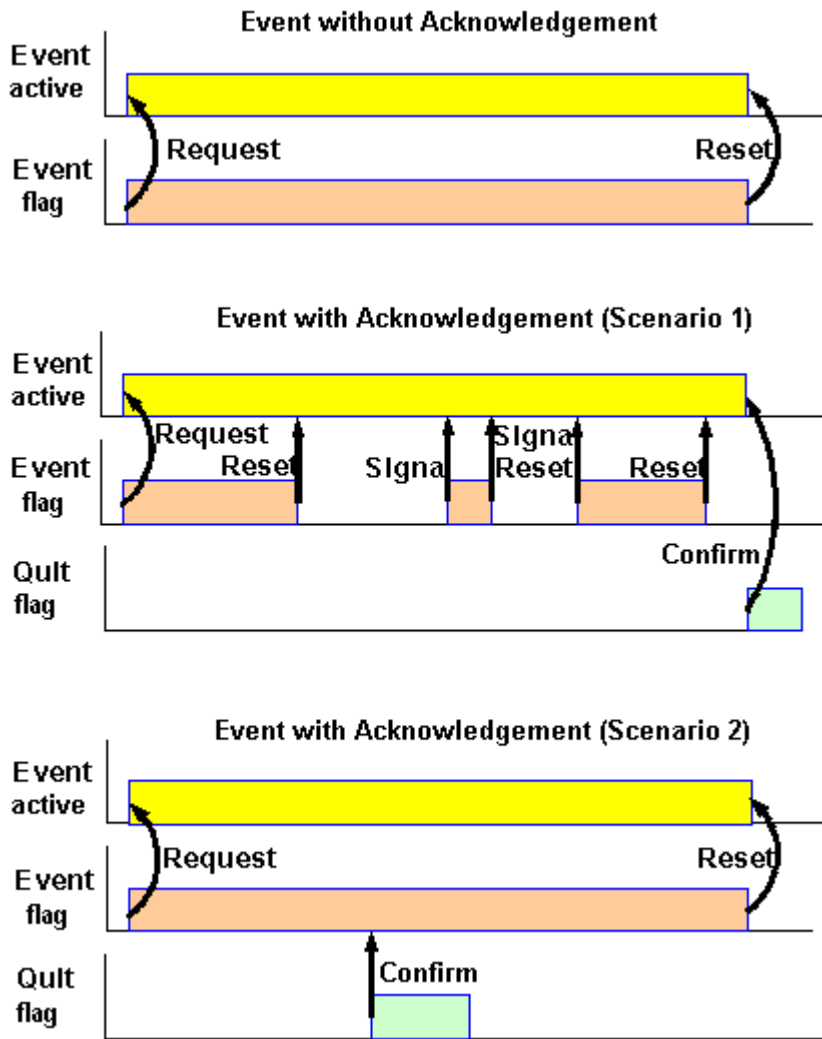 Event without Acknowledgement
Event
active
Request
Reset
Event
flag
Event with Acknowledgement (Scenario 1)
Event
active
Request
SIgna
Reset
SIgna
Reset
Reset
Event
flag
Confirm
QuIt
flag
Event with Acknowledgement (Scenario 2)
Event
active
Request
Reset
Event
flag
Confirm
QuIt
flag